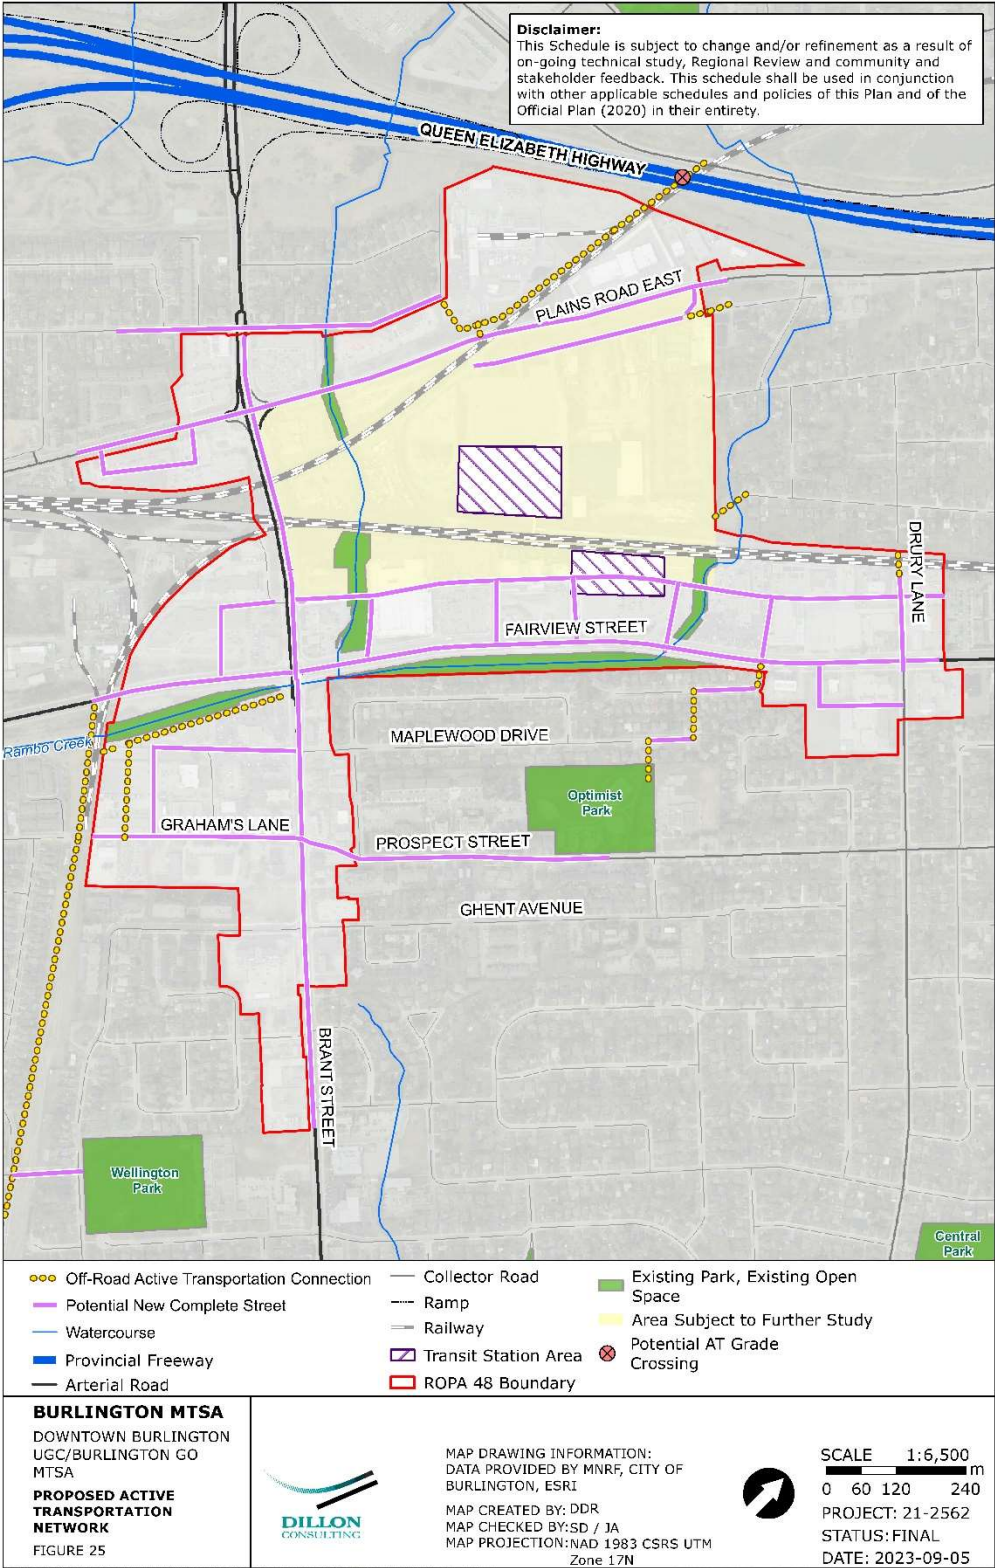 Disclaimer:
This Schedule is subject to change and/or refinement as a result of
on-going technical study, Regional Review and community and
stakeholder feedback. This schedule shall be used in conjunction
with other applicable schedules and policies of this Plan and of the
Official Plan (2020) in their entirety.
QUEEN ELIZABETH HIGHWAY
PLAINS ROAD EAST
DRURY LANE
FAIRVIEW STREET
Rambo Creek
MAPLEWOOD DRIVE
Optimist
Park
GRAHAM'S LANE
PROSPECT STREET
GHENT AVENUE
BRANT STREET
Wellington
Park
Central
Park
Off-Road Active Transportation Connection
Potential New Complete Street
Watercourse
Provincial Freeway
Arterial Road
Collector Road
Ramp
Railway
Transit Station Area
ROPA 48 Boundary
Existing Park, Existing Open
Space
Area Subject to Further Study
Potential AT Grade
Crossing
BURLINGTON MTSA
DOWNTOWN BURLINGTON
UGC/BURLINGTON GO
MTSA
PROPOSED ACTIVE
TRANSPORTATION
NETWORK
FIGURE 25
DILLON
CONSULTING
MAP DRAWING INFORMATION:
DATA PROVIDED BY MNRF, CITY OF
BURLINGTON, ESRI
MAP CREATED BY: DDR
MAP CHECKED BY: SD / JA
MAP PROJECTION: NAD 1983 CSRS UTM
Zone 17N
SCALE 1:6,500
m
0 60 120 240
PROJECT: 21-2562
STATUS: FINAL
DATE: 2023-09-05